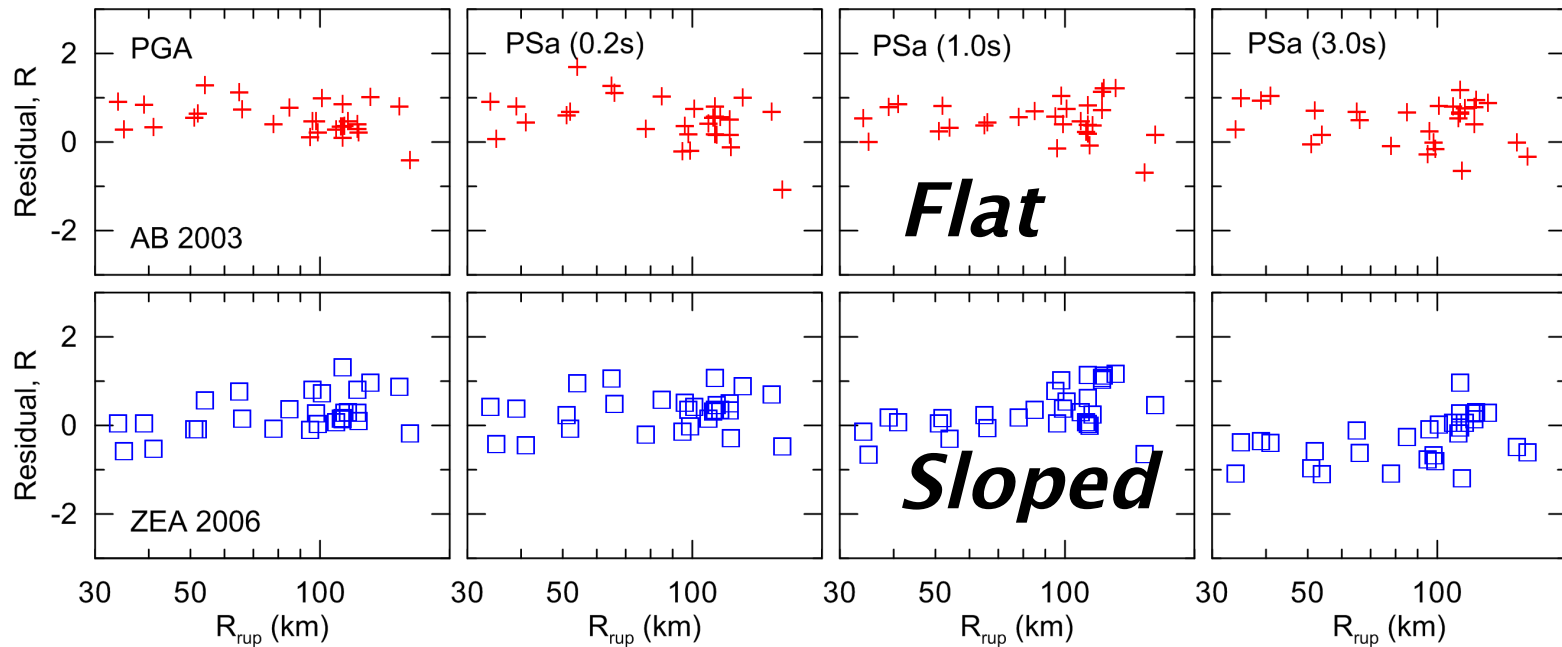 PGA
PSa (0.2s)
PSa (1.0s)
PSa (3.0s)
2
0
-2
Residual, R
AB 2003
Flat
2
0
-2
Residual, R
ZEA 2006
Sloped
30 50 100 30 50 100 30 50 100 30 50 100
Rrup (km) Rrup (km) Rrup (km) Rrup (km)